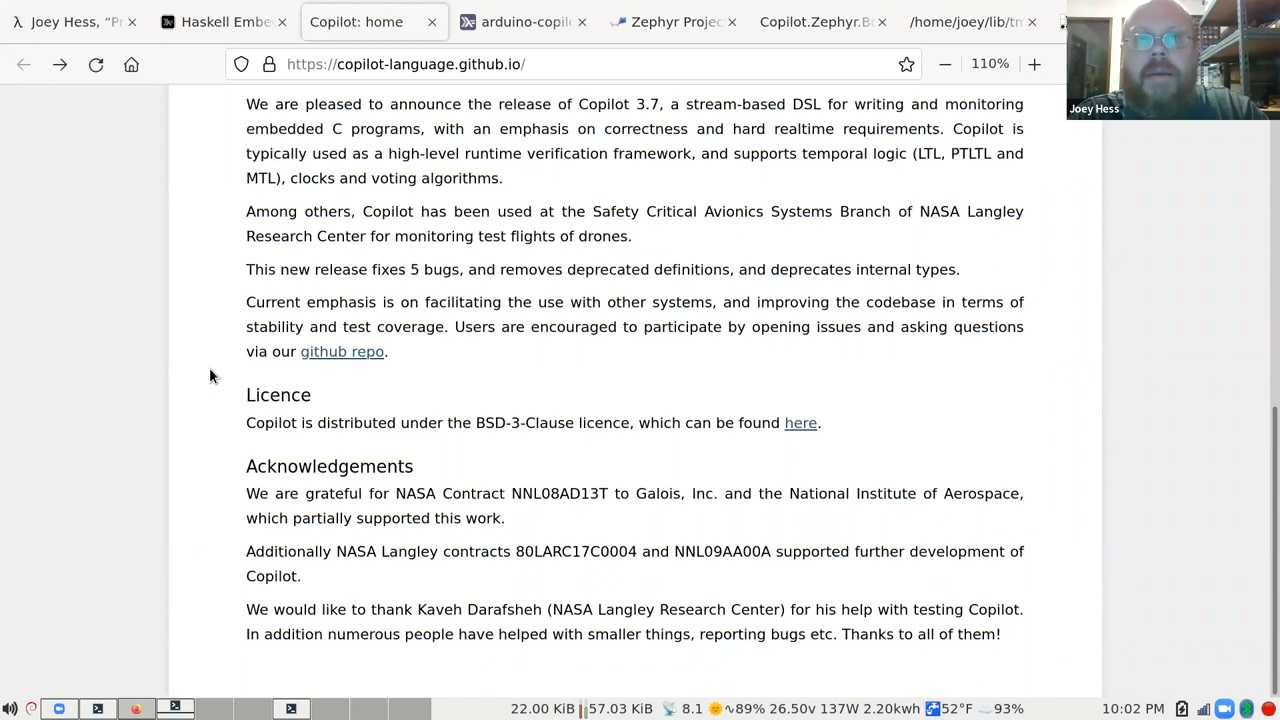 Joey Hess, “Pr
Haskell Embe
Copilot: home
arduino-copile
Zephyr Projec
Copilot.Zephyr.Bo
/home/joey/lib/tm
https://copilot-language.github.io/
110%
Joey Hess
We are pleased to announce the release of Copilot 3.7, a stream-based DSL for writing and monitoring
embedded C programs, with an emphasis on correctness and hard realtime requirements. Copilot is
typically used as a high-level runtime verification framework, and supports temporal logic (LTL, PTLTL and
MTL), clocks and voting algorithms.
Among others, Copilot has been used at the Safety Critical Avionics Systems Branch of NASA Langley
Research Center for monitoring test flights of drones.
This new release fixes 5 bugs, and removes deprecated definitions, and deprecates internal types.
Current emphasis is on facilitating the use with other systems, and improving the codebase in terms of
stability and test coverage. Users are encouraged to participate by opening issues and asking questions
via our github repo.
Licence
Copilot is distributed under the BSD-3-Clause licence, which can be found here.
Acknowledgements
We are grateful for NASA Contract NNL08AD13T to Galois, Inc. and the National Institute of Aerospace,
which partially supported this work.
Additionally NASA Langley contracts 80LARC17C0004 and NNL09AA00A supported further development of
Copilot.
We would like to thank Kaveh Darafsheh (NASA Langley Research Center) for his help with testing Copilot.
In addition numerous people have helped with smaller things, reporting bugs etc. Thanks to all of them!
22.00 KiB 57.03 KiB 8.1 89% 26.50v 137W 2.20kwh 52°F 93% 10:02 PM